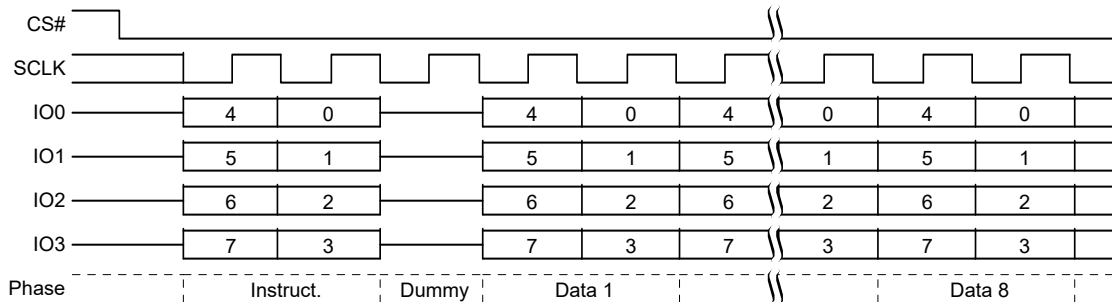 CS#
SCLK
IO0 4 0 4 0 4 0 4 0
IO1 5 1 5 1 5 1 5 1
IO2 6 2 6 2 6 2 6 2
IO3 7 3 7 3 7 3 7 3
Phase Instruct. Dummy Data 1 Data 8